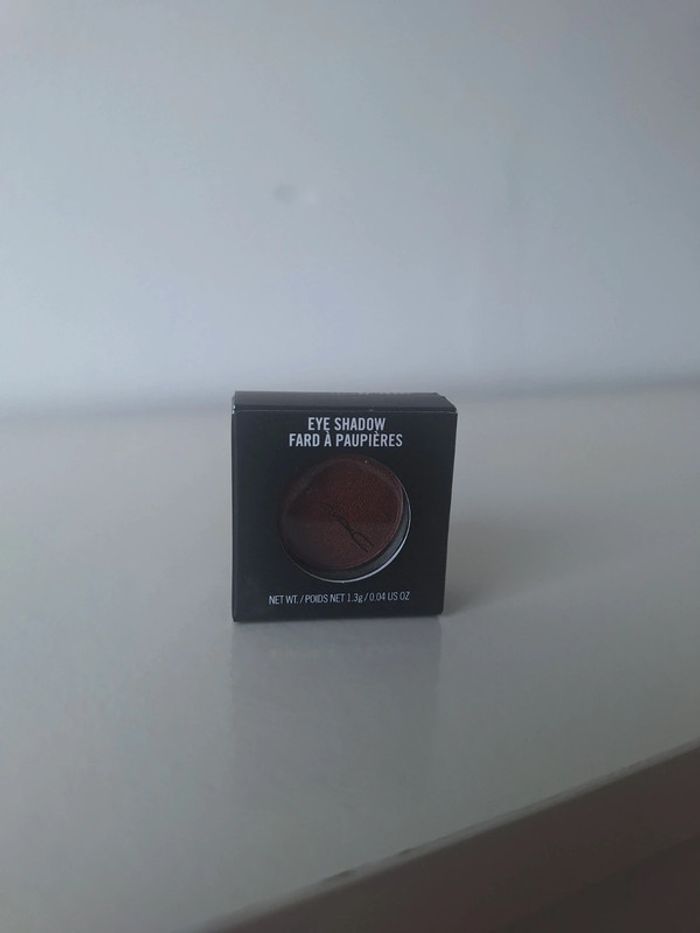 EYE SHADOW
FARD À PAUPIÈRES
NET WT. / POIDS NET 1.3g / 0.04 US OZ